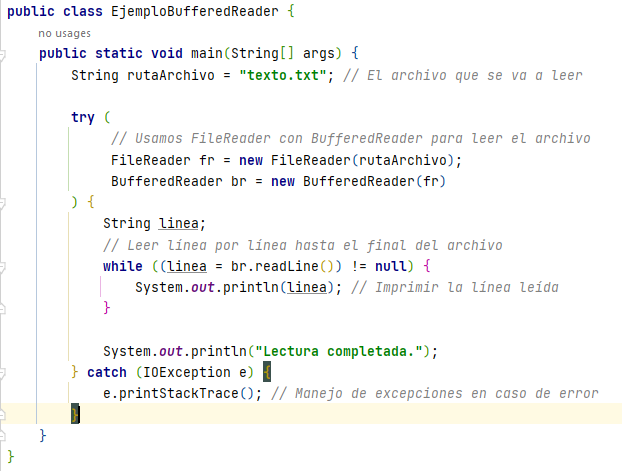 public class EjemploBufferedReader {
no usages
public static void main(String[] args) {
String rutaArchivo = "texto.txt"; // El archivo que se va a leer
try (
// Usamos FileReader con BufferedReader para leer el archivo
FileReader fr = new FileReader(rutaArchivo);
BufferedReader br = new BufferedReader(fr)
) {
String linea;
// Leer línea por línea hasta el final del archivo
while ((linea = br.readLine()) != null) {
System.out.println(linea); // Imprimir la línea leída
}
System.out.println("Lectura completada.");
} catch (IOException e) {
e.printStackTrace(); // Manejo de excepciones en caso de error
}
}
}